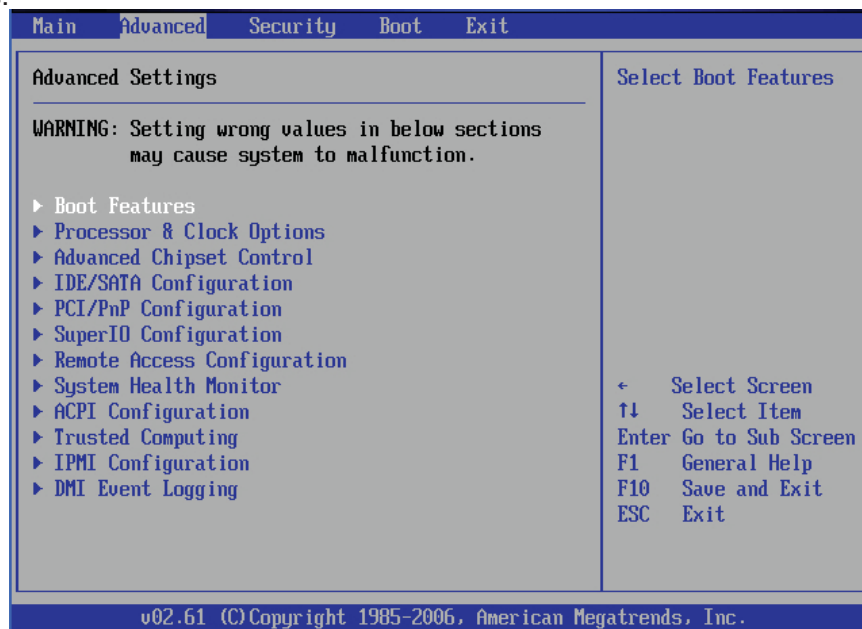 Main Advanced Security Boot Exit
Advanced Settings
WARNING: Setting wrong values in below sections
may cause system to malfunction.
▶ Boot Features
▶ Processor & Clock Options
▶ Advanced Chipset Control
▶ IDE/SATA Configuration
▶ PCI/PnP Configuration
▶ SuperIO Configuration
▶ Remote Access Configuration
▶ System Health Monitor
▶ ACPI Configuration
▶ Trusted Computing
▶ IPMI Configuration
▶ DMI Event Logging
Select Boot Features
← Select Screen
↑↓ Select Item
Enter Go to Sub Screen
F1 General Help
F10 Save and Exit
ESC Exit
v02.61 (C)Copyright 1985-2006, American Megatrends, Inc.